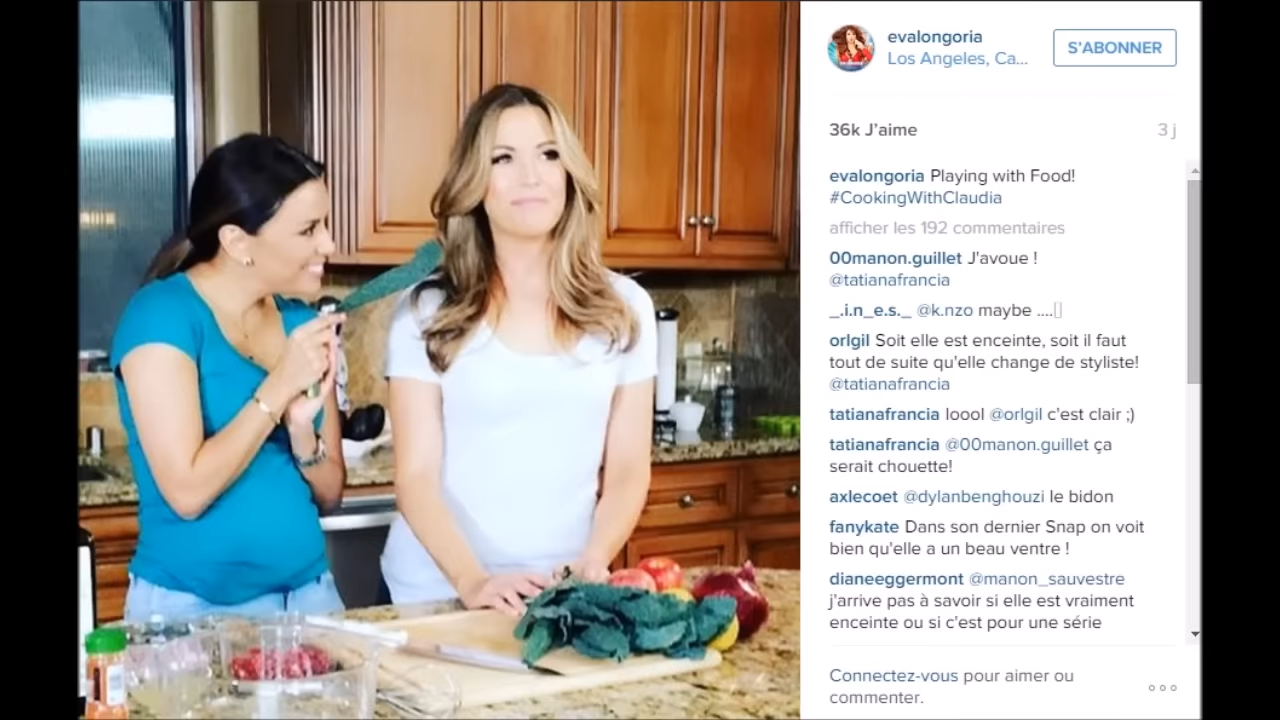 evalongoria
Los Angeles, Ca...
S'ABONNER
36k J'aime
3 j
evalongoria Playing with Food!
#CookingWithClaudia
afficher les 192 commentaires
00manon.guillet J'avoue !
@tatianafrancia
_.i.n_e.s._ @k.nzo maybe ....
orlgil Soit elle est enceinte, soit il faut
tout de suite qu'elle change de styliste!
@tatianafrancia
tatianafrancia loool @orlgil c'est clair ;)
tatianafrancia @00manon.guillet ça
serait chouette!
axlecoet @dylanbenghouzi le bidon
fanykate Dans son dernier Snap on voit
bien qu'elle a un beau ventre !
dianeeggermont @manon_sauvestre
j'arrive pas à savoir si elle est vraiment
enceinte ou si c'est pour une série
Connectez-vous pour aimer ou
commenter.